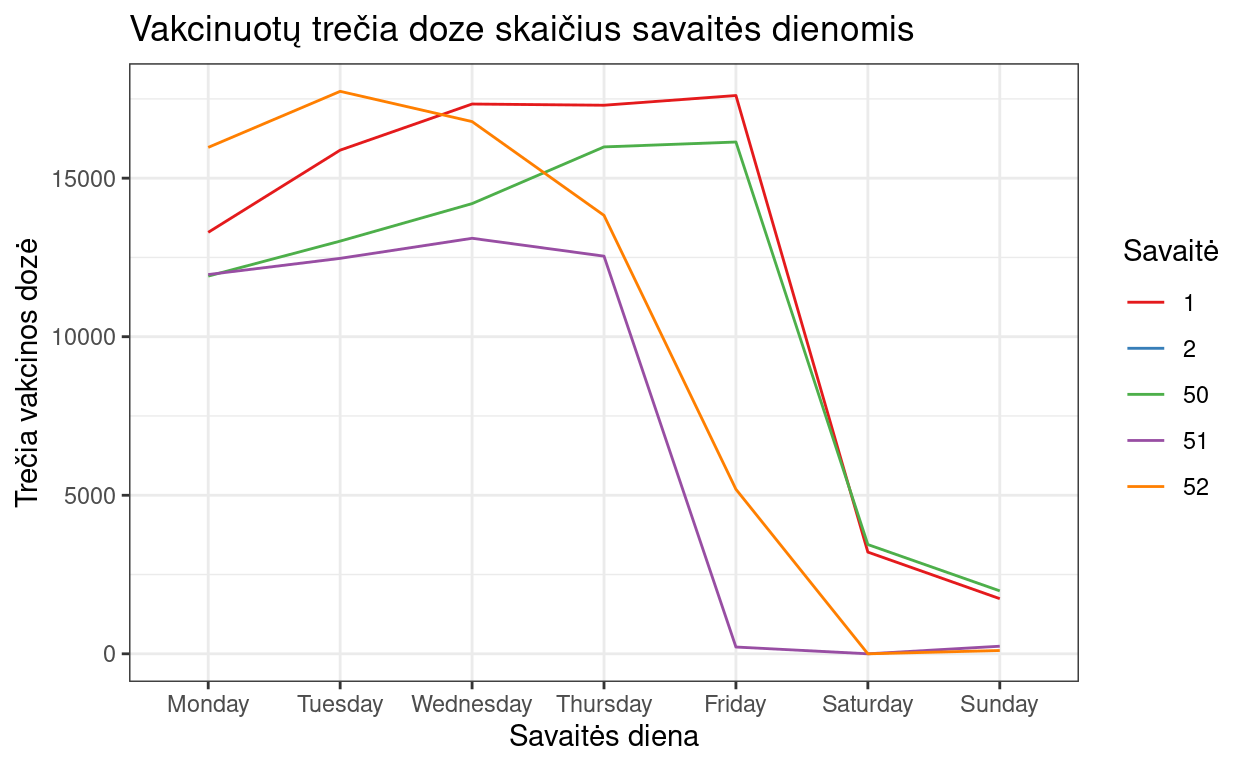 Vakcinuotų trečia doze skaičius savaitės dienomis
Trečia vakcinos dozė
15000
10000
5000
0
Monday Tuesday Wednesday Thursday Friday Saturday Sunday
Savaitės diena
Savaitė
1
2
50
51
52